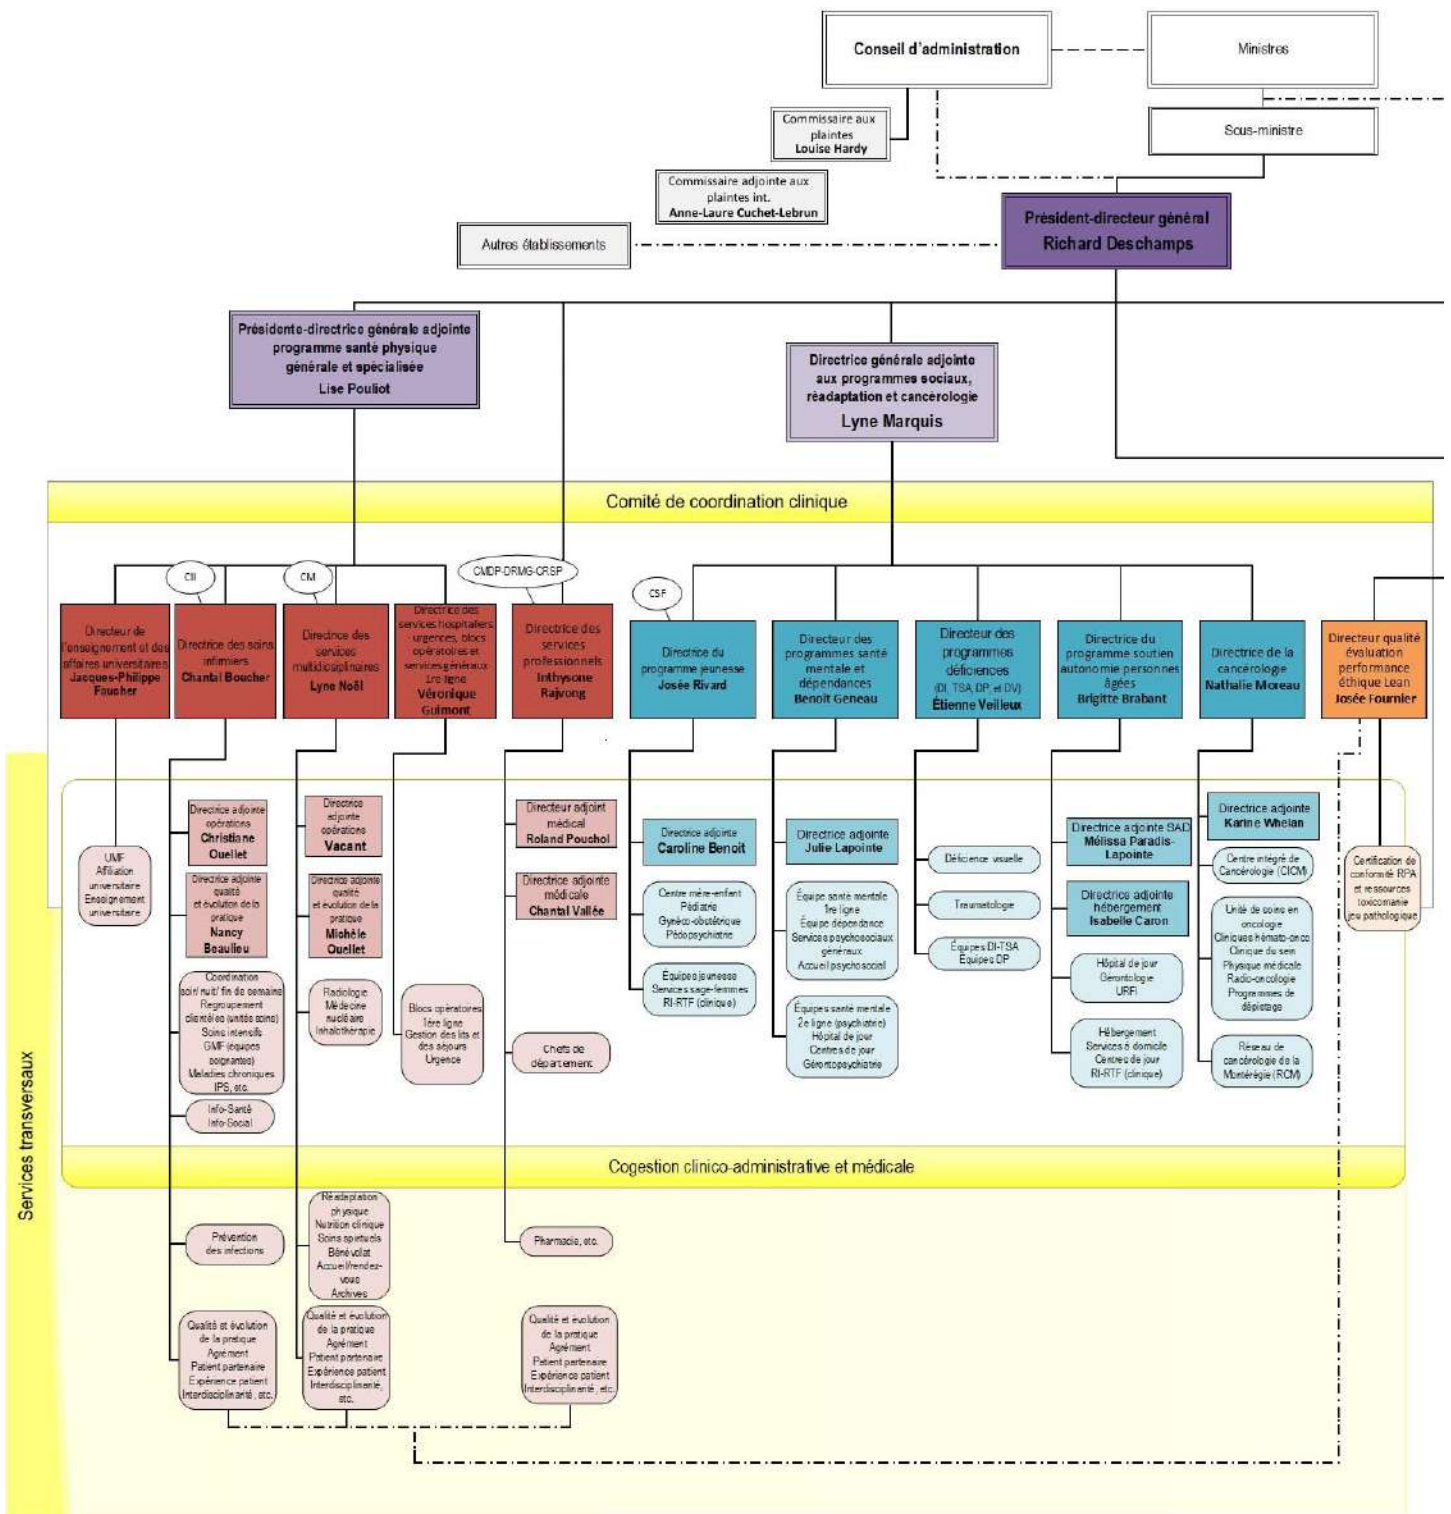 Conseil d'administration
Ministres
Commissaire aux
plaintes
Louise Hardy
Sous-ministre
Commissaire adjointe aux
plaintes int.
Anne-Laure Cuchet-Lebrun
Autres établissements
Président-directeur général
Richard Deschamps
Présidente-directrice générale adjointe
programme santé physique
générale et spécialisée
Lise Pouliot
Directrice générale adjointe
aux programmes sociaux,
réadaptation et cancérologie
Lyne Marquis
Comité de coordination clinique
CII
CM
CMDP-DRMG-CRSP
CSF
Directeur de
l'enseignement et des
affaires universitaires
Jacques-Philippe
Faucher
Directrice des soins
infirmiers
Chantal Boucher
Directrice des
services
multidisciplinaires
Lyne Noël
Directrice des
services hospitaliers
- urgences, blocs
opératoires et
services généraux
1re ligne
Véronique
Guimont
Directrice des
services
professionnels
Inthysone
Rajvong
Directrice du
programme jeunesse
Josée Rivard
Directeur des
programmes santé
mentale et
dépendances
Benoit Geneau
Directeur des
programmes
déficiences
(DI, TSA, DP, et DV)
Étienne Veilleux
Directrice du
programme soutien
autonomie personnes
âgées
Brigitte Brabant
Directrice de la
cancérologie
Nathalie Moreau
Directeur qualité
évaluation
performance
éthique Lean
Josée Fournier
UMF
Affiliation
universitaire
Enseignement
universitaire
Directrice adjointe
opérations
Christiane
Ouellet
Directrice adjointe
qualité
et évolution de la
pratique
Nancy
Beaulieu
Coordination
soir/ nuit/ fin de semaine
Regroupement
clientèles (unités soins)
Soins intensifs
GMF (équipes
soignantes)
Maladies chroniques
IPS, etc.
Info-Santé
Info-Social
Directrice
adjointe
opérations
Vacant
Directrice adjointe
qualité
et évolution de la
pratique
Michèle
Ouellet
Radiologie
Médecine
nucléaire
Inhalothérapie
Blocs opératoires
1ère ligne
Gestion des lits et
des séjours
Urgence
Directeur adjoint
médical
Roland Pouchol
Directrice adjointe
médicale
Chantal Vallée
Chefs de
département
Directrice adjointe
Caroline Benoit
Centre mère-enfant
Pédiatrie
Gynéco-obstétrique
Pédopsychiatrie
Équipes jeunesse
Services sage-femmes
RI-RTF (clinique)
Directrice adjointe
Julie Lapointe
Équipe santé mentale
1re ligne
Équipe dépendance
Services psychosociaux
généraux
Accueil psychosocial
Équipes santé mentale
2e ligne (psychiatrie)
Hôpital de jour
Centres de jour
Gérontopsychiatrie
Déficience visuelle
Traumatologie
Équipes DI-TSA
Équipes DP
Directrice adjointe SAD
Mélissa Paradis-
Lapointe
Directrice adjointe
hébergement
Isabelle Caron
Hôpital de jour
Gérontologie
URFI
Hébergement
Services à domicile
Centres de jour
RI-RTF (clinique)
Directrice adjointe
Karine Whelan
Centre intégré de
Cancérologie (CICM)
Unité de soins en
oncologie
Cliniques hémato-onco
Clinique du sein
Physique médicale
Radio-oncologie
Programmes de
dépistage
Réseau de
cancérologie de la
Montérégie (RCM)
Certification de
conformité RPA
et ressources
toxicomanie
jeu pathologique
Cogestion clinico-administrative et médicale
Services transversaux
Prévention
des infections
Réadaptation
physique
Nutrition clinique
Soins spirituels
Bénévolat
Accueil/rendez-
vous
Archives
Pharmacie, etc.
Qualité et évolution
de la pratique
Agrément
Patient partenaire
Expérience patient
Interdisciplinarité, etc.
Qualité et évolution
de la pratique
Agrément
Patient partenaire
Expérience patient
Interdisciplinarité,
etc.
Qualité et évolution
de la pratique
Agrément
Patient partenaire
Expérience patient
Interdisciplinarité, etc.